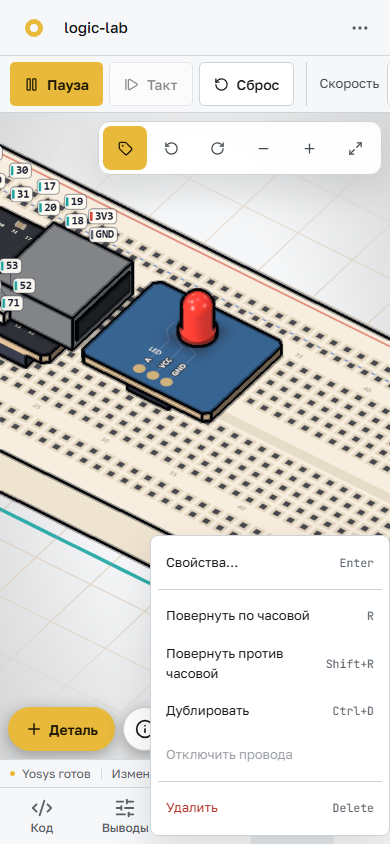 logic-lab
Пауза
Такт
Сброс
Скорость
30
31
17
20
19
18
3V3
GND
53
52
71
LED
A
VCC
GND
Свойства... Enter
Повернуть по часовой R
Повернуть против
часовой Shift+R
Дублировать Ctrl+D
Отключить провода
Удалить Delete
Деталь
Yosys готов
Измен
Код
Выводы